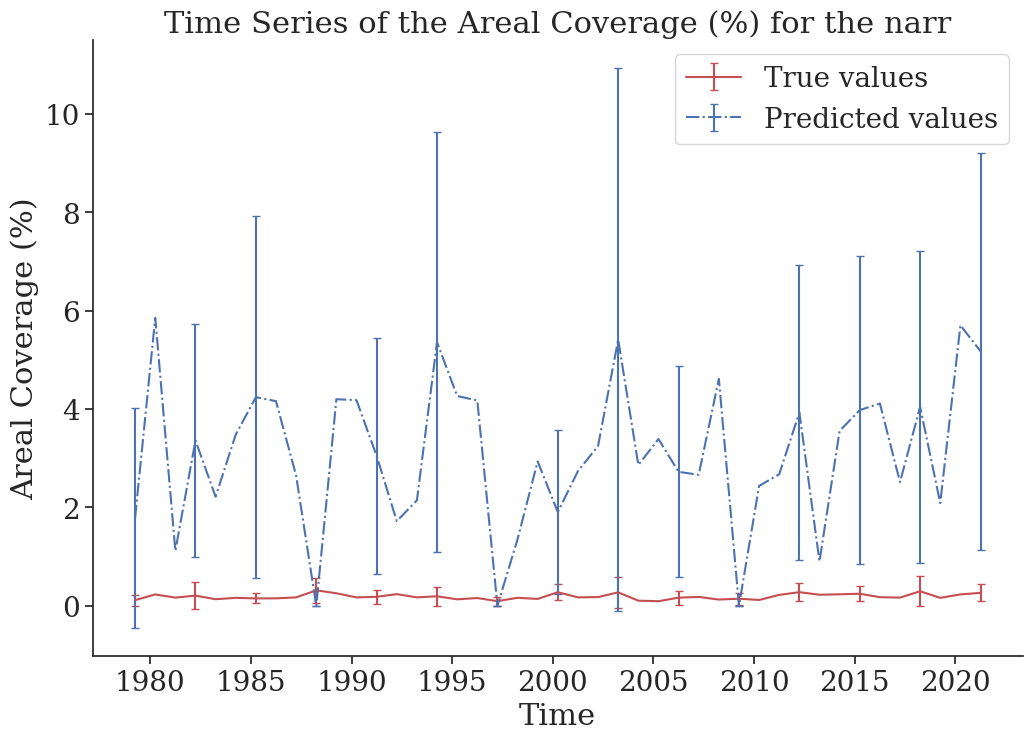 Time Series of the Areal Coverage (%) for the narr
True values
Predicted values
Areal Coverage (%)
10
8
6
4
2
0
1980 1985 1990 1995 2000 2005 2010 2015 2020
Time